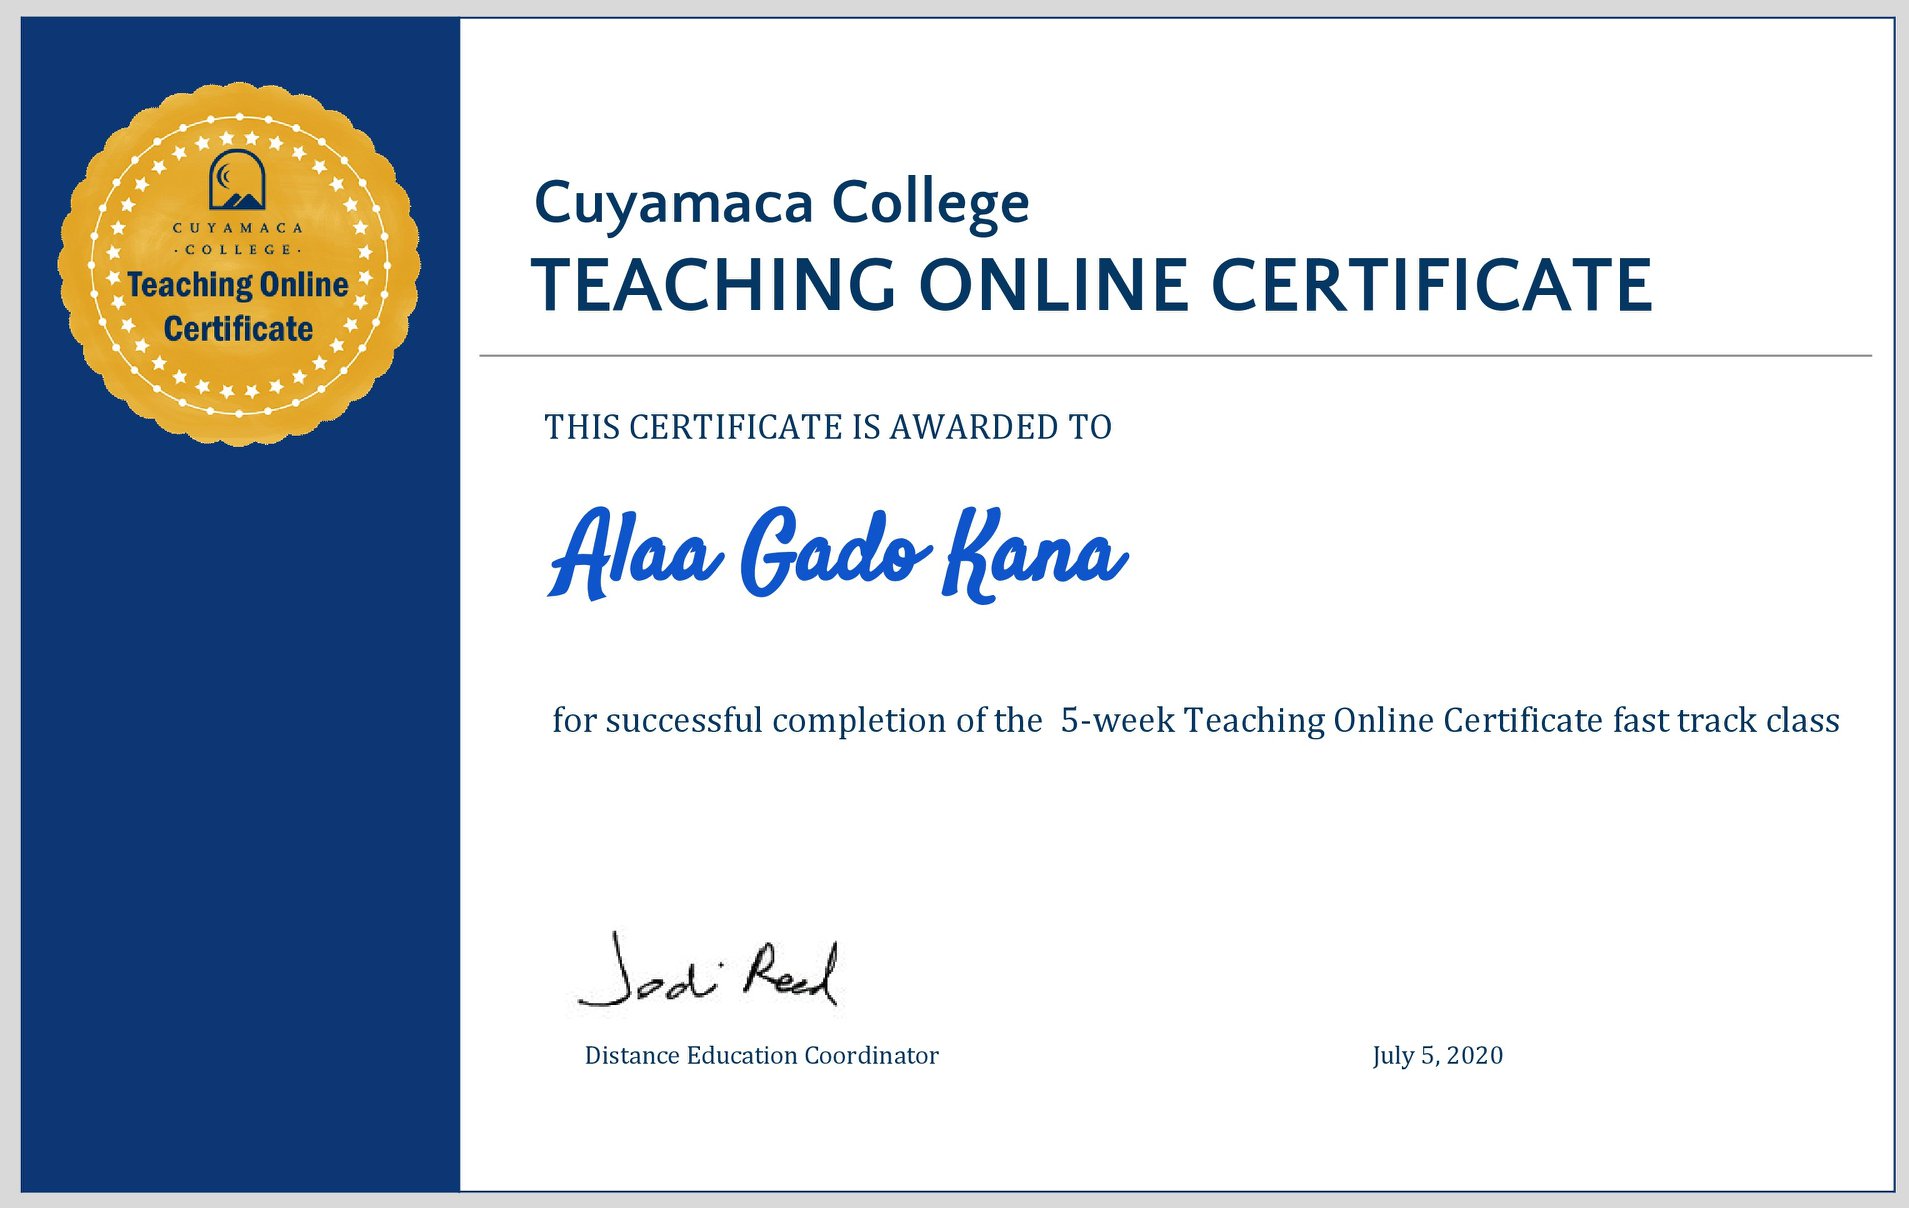 CUYAMACA
·COLLEGE·
Teaching Online
Certificate
Cuyamaca College
TEACHING ONLINE CERTIFICATE
THIS CERTIFICATE IS AWARDED TO
Alaa Gado Kana
for successful completion of the  5-week Teaching Online Certificate fast track class
Jodi Reed
Distance Education Coordinator
July 5, 2020